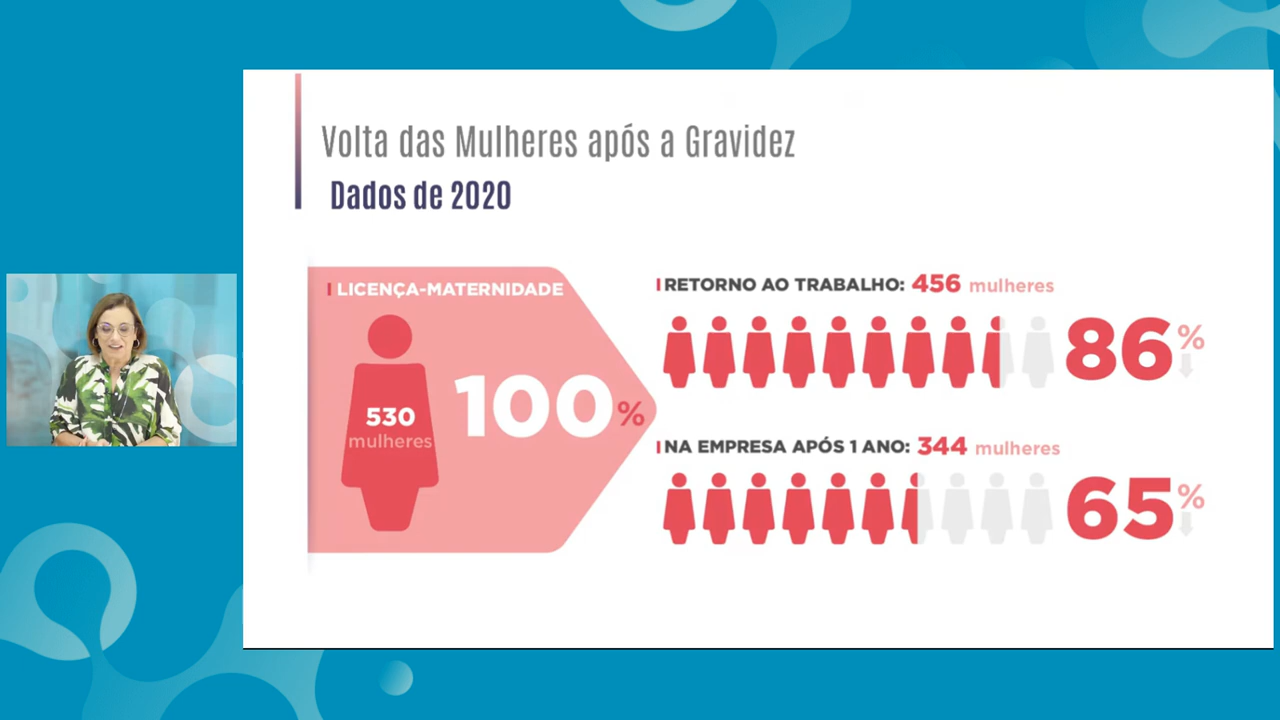 Volta das Mulheres após a Gravidez
Dados de 2020
LICENÇA-MATERNIDADE
530
mulheres
100%
RETORNO AO TRABALHO: 456 mulheres
86%
NA EMPRESA APÓS 1 ANO: 344 mulheres
65%